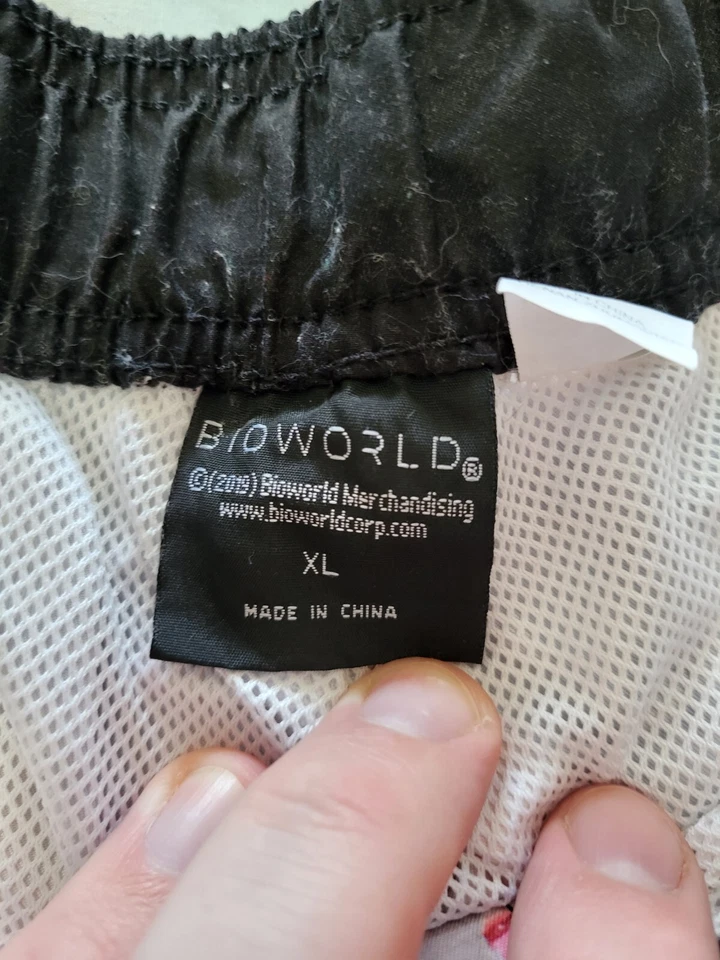 BIOWORLD®
©(2019) Bioworld Merchandising
www.bioworldcorp.com
XL
MADE IN CHINA